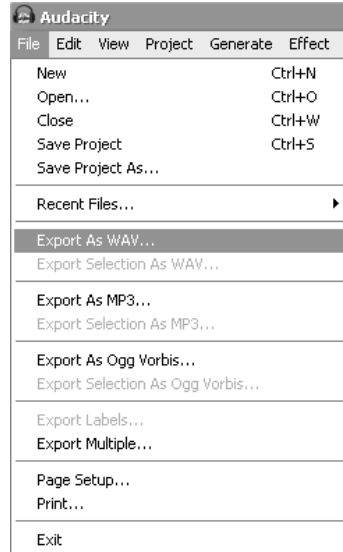 Audacity
File Edit View Project Generate Effect
New Ctrl+N
Open... Ctrl+O
Close Ctrl+W
Save Project Ctrl+S
Save Project As...
Recent Files...
Export As WAV...
Export Selection As WAV...
Export As MP3...
Export Selection As MP3...
Export As Ogg Vorbis...
Export Selection As Ogg Vorbis...
Export Labels...
Export Multiple...
Page Setup...
Print...
Exit